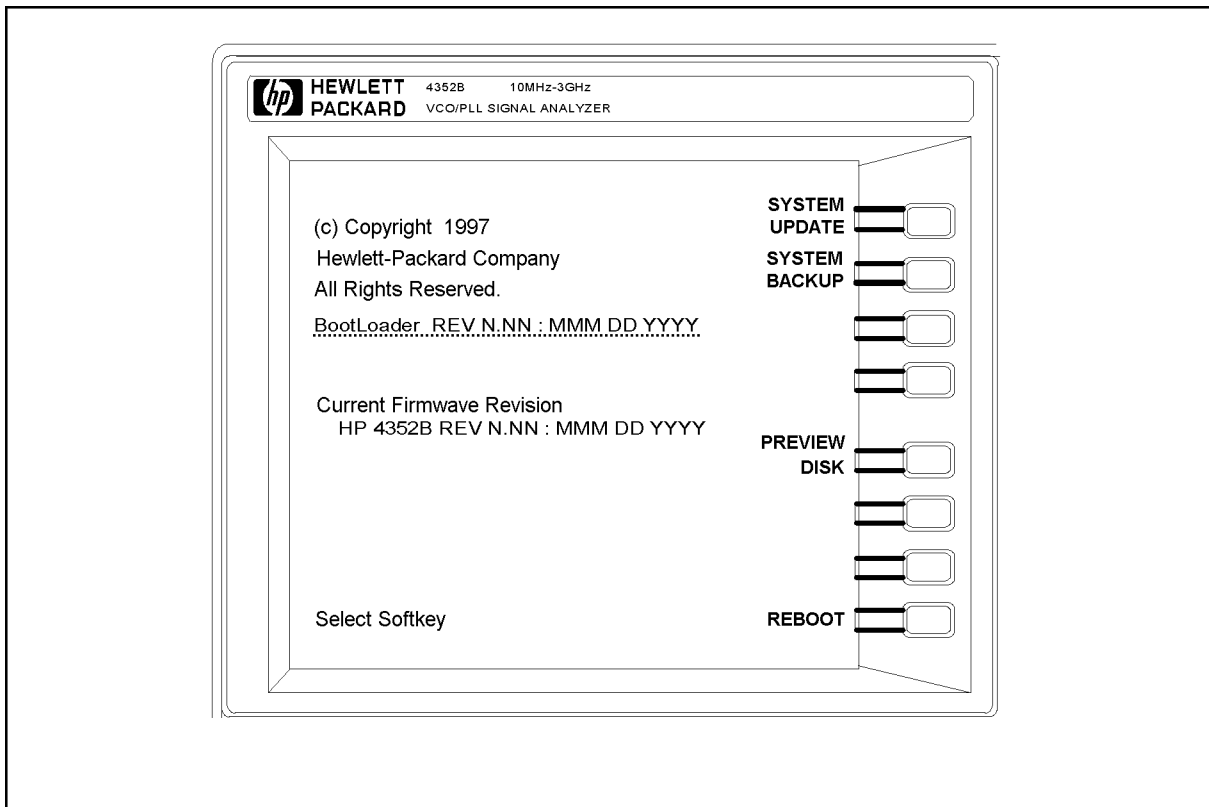 hp HEWLETT PACKARD
4352B 10MHz-3GHz
VCO/PLL SIGNAL ANALYZER
(c) Copyright 1997
Hewlett-Packard Company
All Rights Reserved.
BootLoader REV N.NN : MMM DD YYYY
Current Firmwave Revision
HP 4352B REV N.NN : MMM DD YYYY
Select Softkey
SYSTEM
UPDATE
SYSTEM
BACKUP
PREVIEW
DISK
REBOOT